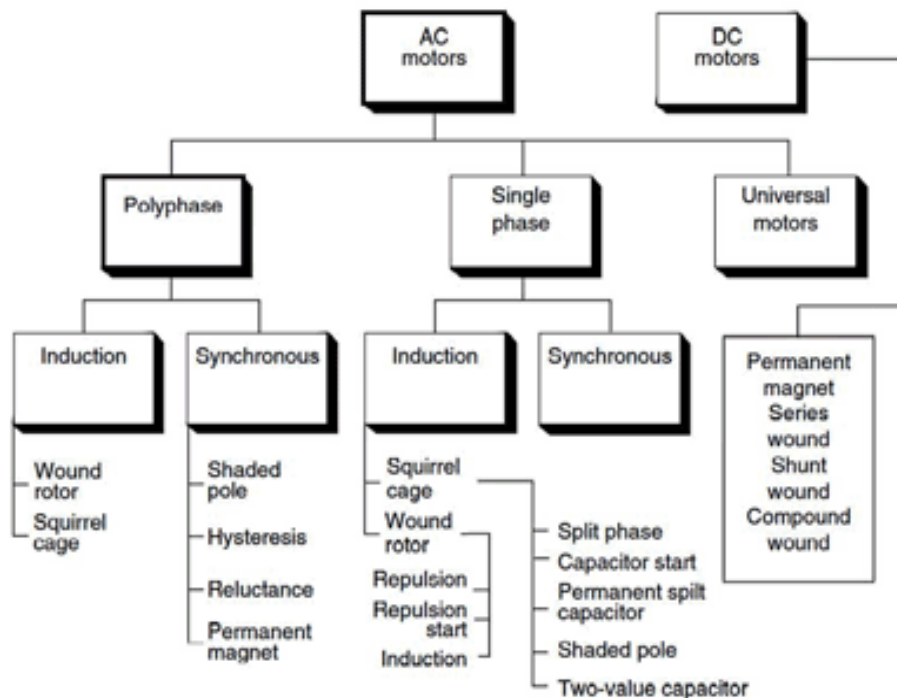 AC
motors
DC
motors
Polyphase
Single
phase
Universal
motors
Induction
Synchronous
Induction
Synchronous
Permanent
magnet
Series
wound
Shunt
wound
Compound
wound
Wound
rotor
Squirrel
cage
Shaded
pole
Hysteresis
Reluctance
Permanent
magnet
Squirrel
cage
Wound
rotor
Repulsion
Repulsion
start
Induction
Split phase
Capacitor start
Permanent spilt
capacitor
Shaded pole
Two-value capacitor